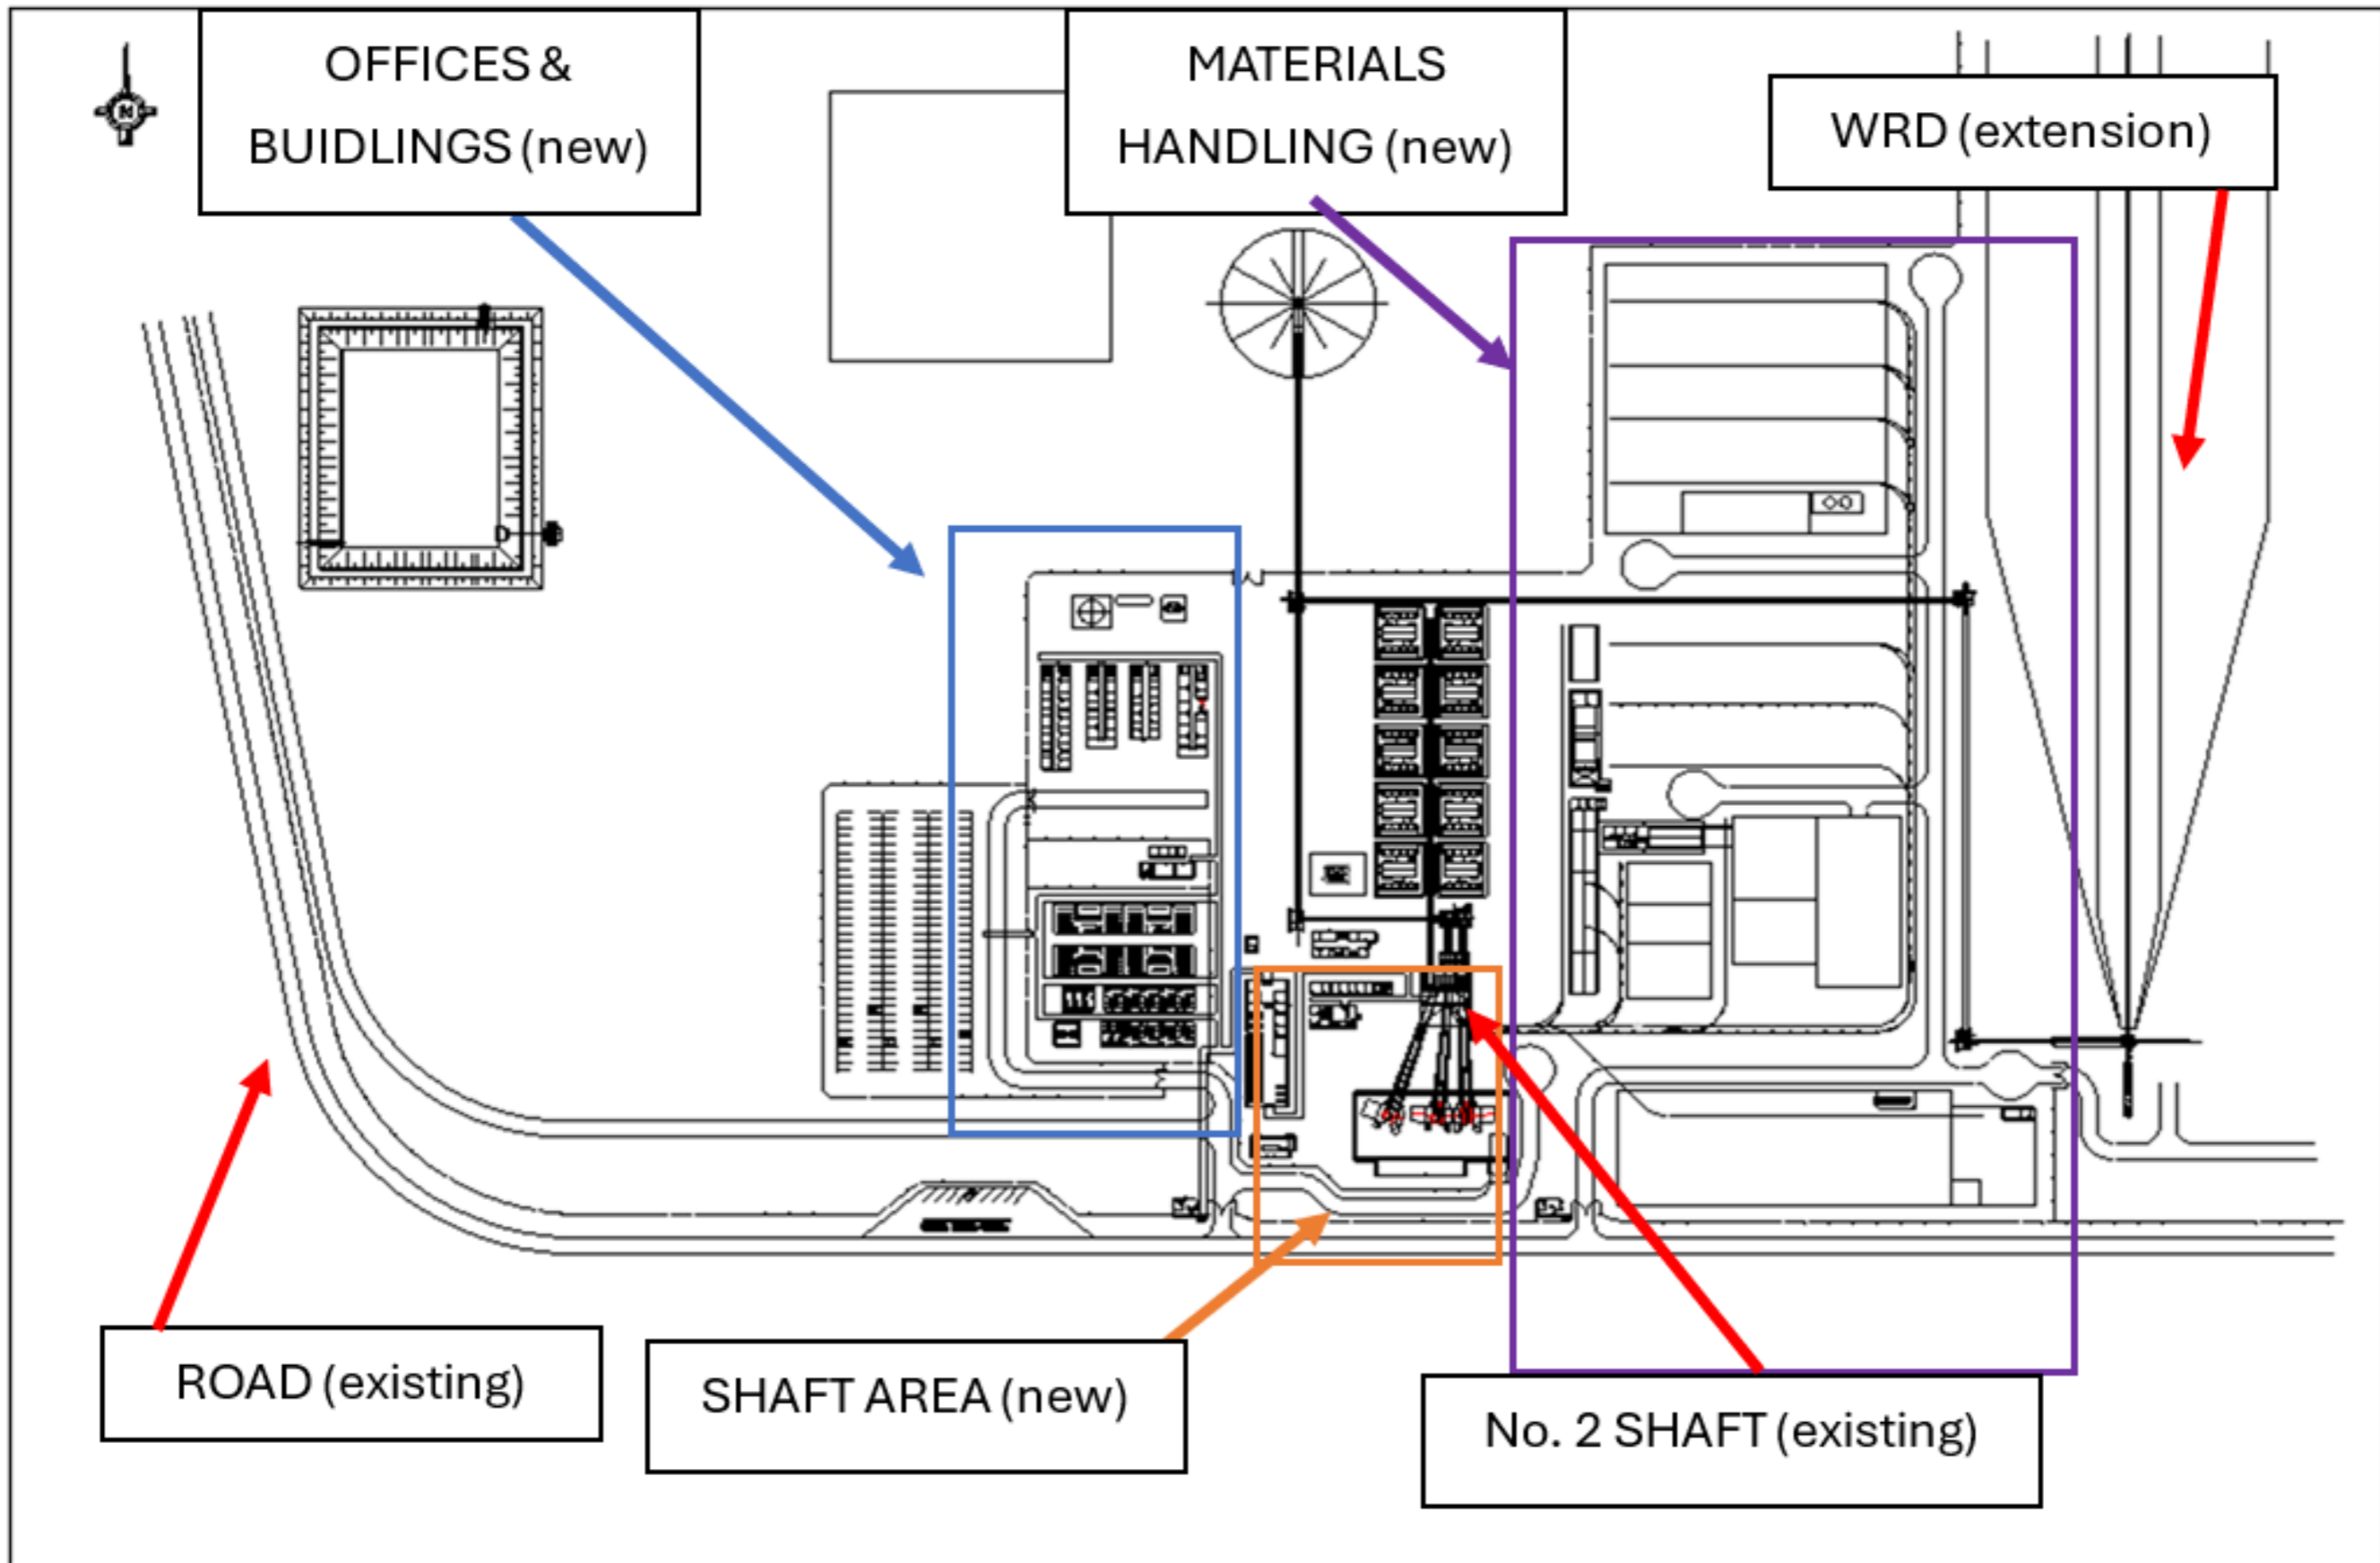 OFFICES &
BUIDLINGS (new)
MATERIALS
HANDLING (new)
WRD (extension)
N
ROAD (existing)
SHAFT AREA (new)
No. 2 SHAFT (existing)